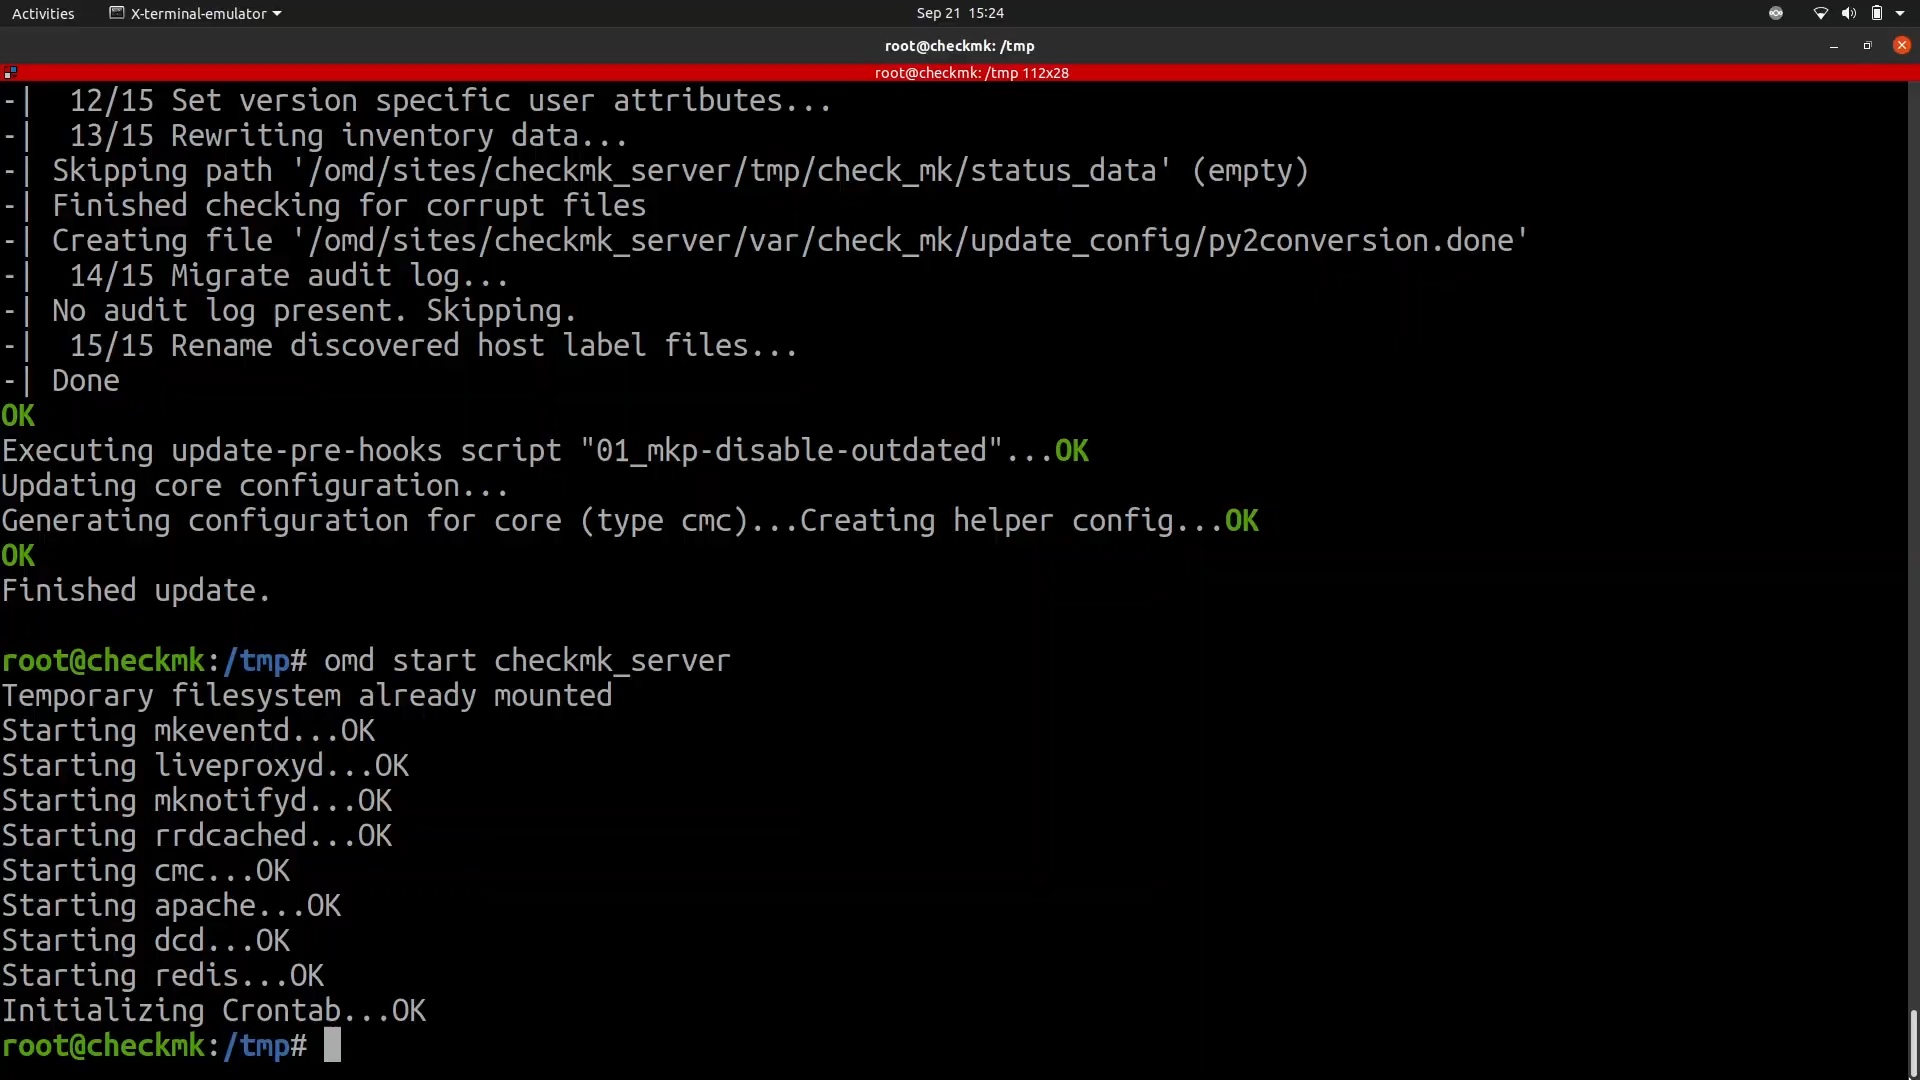 Activities X-terminal-emulator Sep 21 15:24
root@checkmk: /tmp
root@checkmk: /tmp 112x28
-|   12/15 Set version specific user attributes...
-|   13/15 Rewriting inventory data...
-|  Skipping path '/omd/sites/checkmk_server/tmp/check_mk/status_data' (empty)
-|  Finished checking for corrupt files
-|  Creating file '/omd/sites/checkmk_server/var/check_mk/update_config/py2conversion.done'
-|   14/15 Migrate audit log...
-|  No audit log present. Skipping.
-|   15/15 Rename discovered host label files...
-|  Done
OK
Executing update-pre-hooks script "01_mkp-disable-outdated"...OK
Updating core configuration...
Generating configuration for core (type cmc)...Creating helper config...OK
OK
Finished update.
root@checkmk:/tmp# omd start checkmk_server
Temporary filesystem already mounted
Starting mkeventd...OK
Starting liveproxyd...OK
Starting mknotifyd...OK
Starting rrdcached...OK
Starting cmc...OK
Starting apache...OK
Starting dcd...OK
Starting redis...OK
Initializing Crontab...OK
root@checkmk:/tmp#